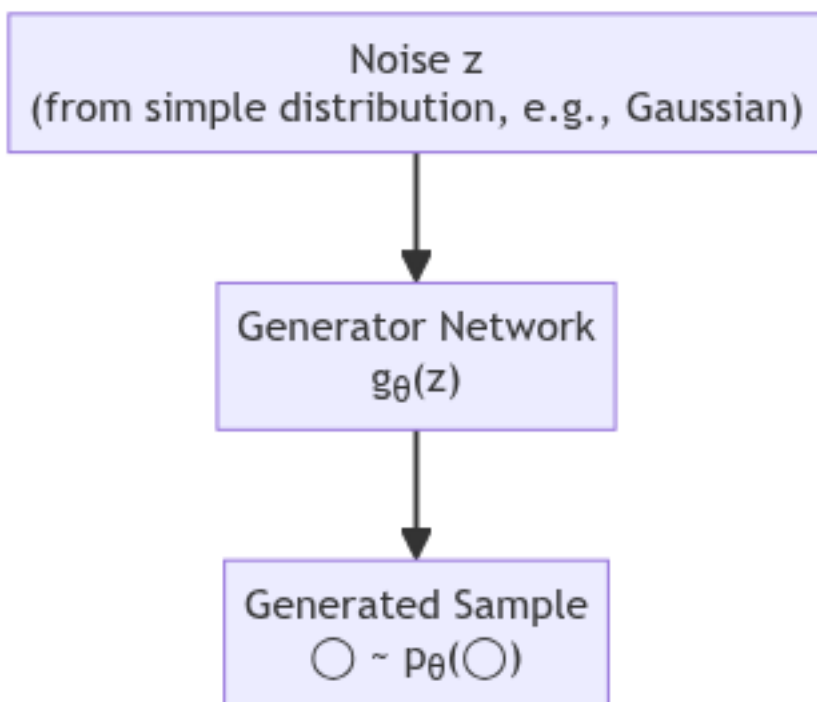 Noise z
(from simple distribution, e.g., Gaussian)
Generator Network
gθ(z)
Generated Sample
◯ ~ pθ(◯)